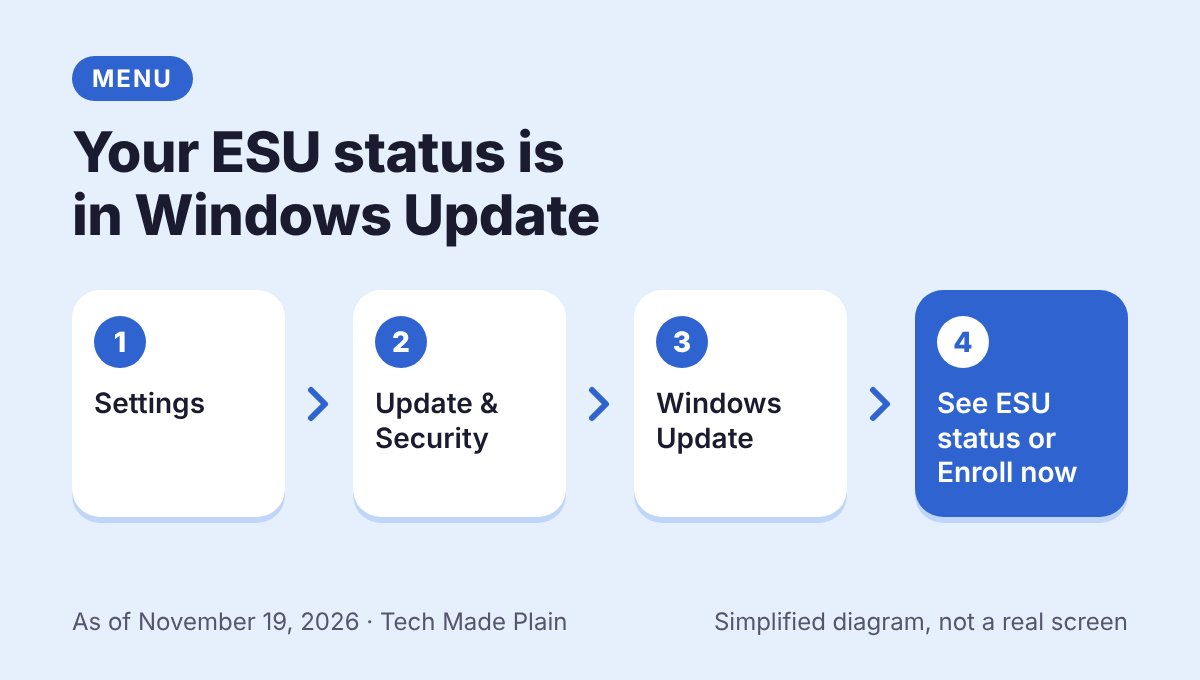 MENU
Your ESU status is
in Windows Update
1
Settings
2
Update &
Security
3
Windows
Update
4
See ESU
status or
Enroll now
As of November 19, 2026 · Tech Made Plain
Simplified diagram, not a real screen